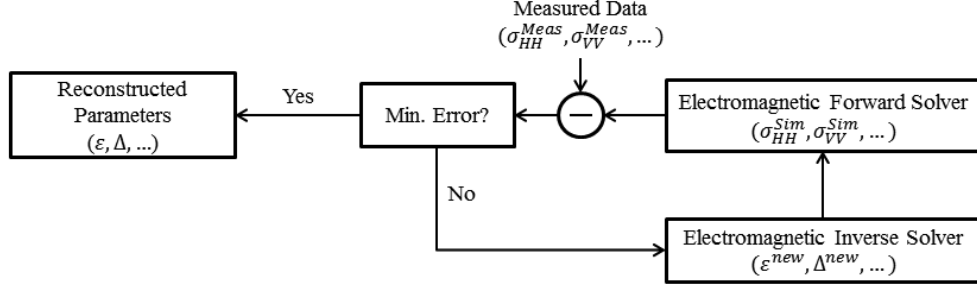 Measured Data
(σ_HH^Meas, σ_VV^Meas, …)
Reconstructed
Parameters
(ε, Δ, …)
Yes
Min. Error?
−
Electromagnetic Forward Solver
(σ_HH^Sim, σ_VV^Sim, …)
No
Electromagnetic Inverse Solver
(ε^new, Δ^new, …)